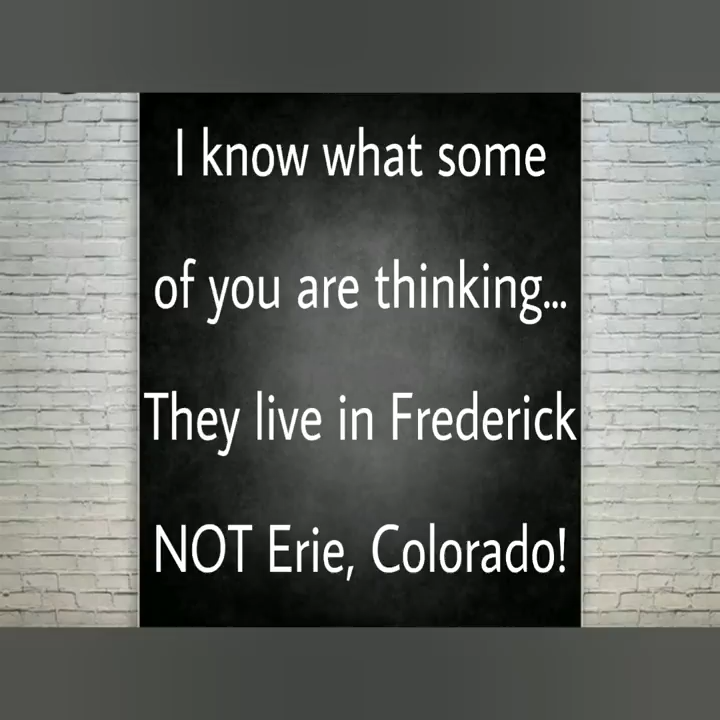 I know what some
of you are thinking...
They live in Frederick
NOT Erie, Colorado!